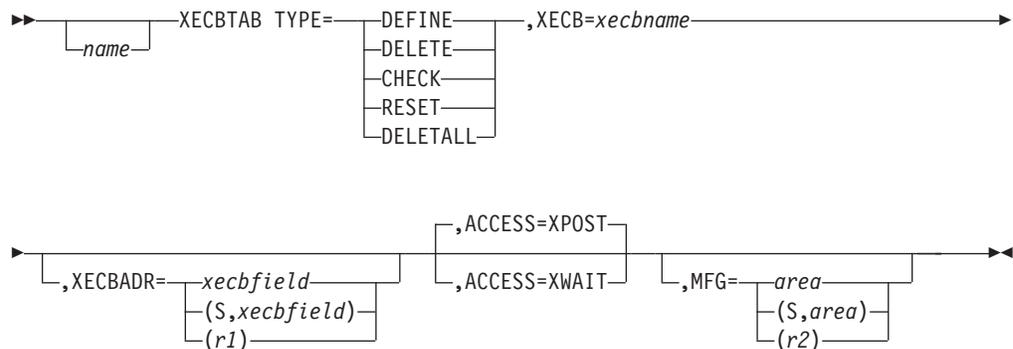 XECBTAB TYPE= DEFINE ,XECB=xecbname
name DELETE
CHECK
RESET
DELETALL
,ACCESS=XPOST
,XECBADR= xecbfield ,ACCESS=XWAIT ,MFG= area
(S,xecbfield) (S,area)
(r1) (r2)